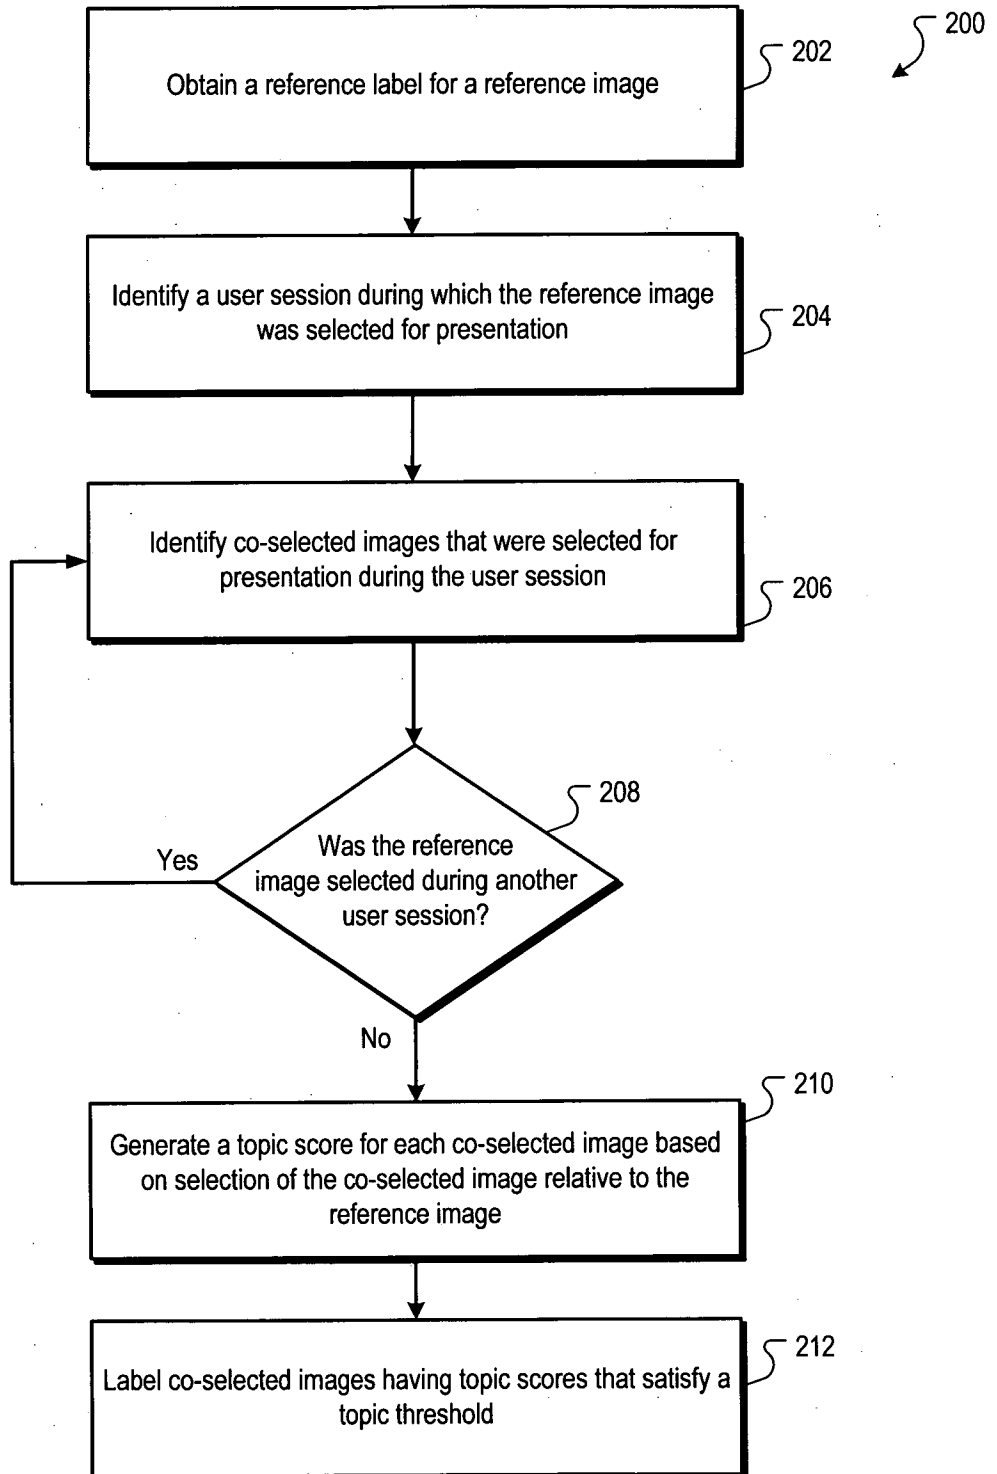 200
Obtain a reference label for a reference image
202
Identify a user session during which the reference image
was selected for presentation
204
Identify co-selected images that were selected for
presentation during the user session
206
208
Was the reference
image selected during another
user session?
Yes
No
210
Generate a topic score for each co-selected image based
on selection of the co-selected image relative to the
reference image
212
Label co-selected images having topic scores that satisfy a
topic threshold